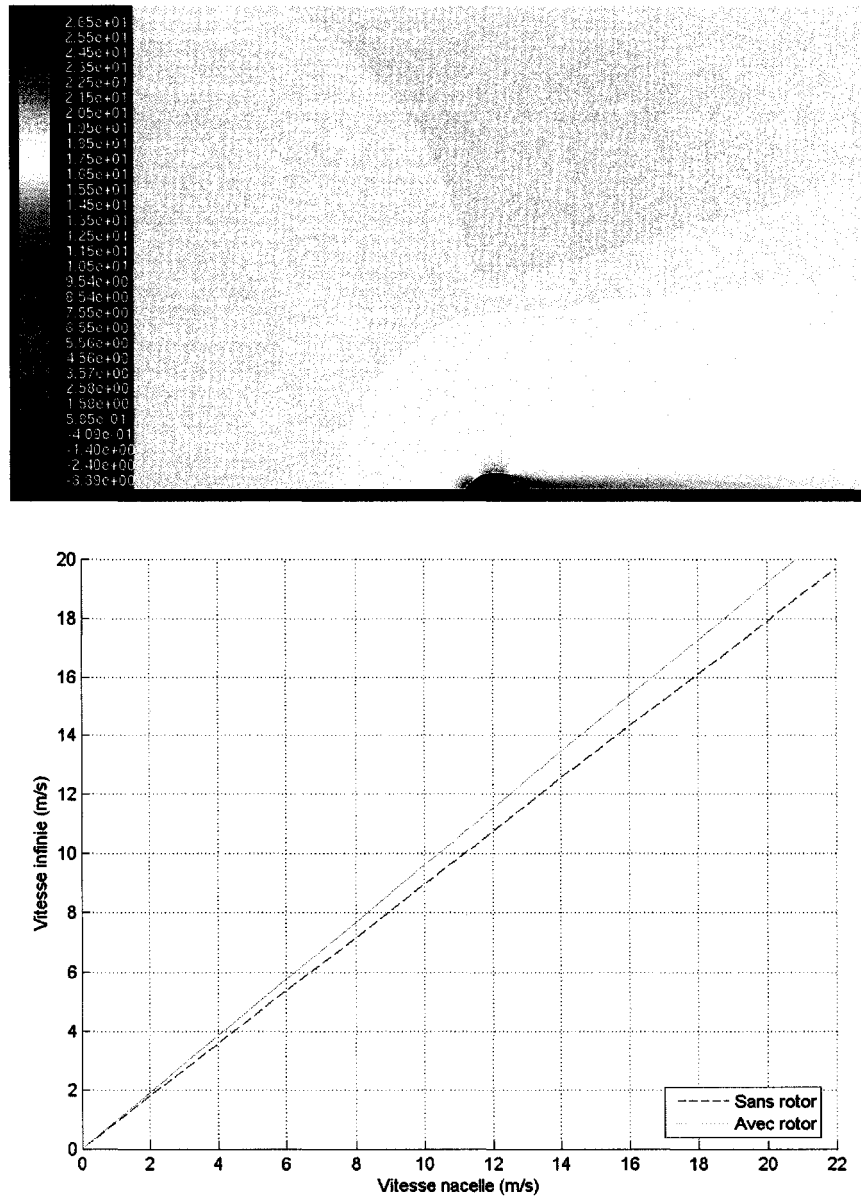 2.65e+01
2.55e+01
2.45e+01
2.35e+01
2.25e+01
2.15e+01
2.05e+01
1.95e+01
1.85e+01
1.75e+01
1.65e+01
1.55e+01
1.45e+01
1.35e+01
1.25e+01
1.15e+01
1.05e+01
9.54e+00
8.54e+00
7.55e+00
6.55e+00
5.56e+00
4.56e+00
3.57e+00
2.58e+00
1.58e+00
5.85e-01
-4.09e-01
-1.40e+00
-2.40e+00
-3.39e+00
20
18
16
14
12
10
8
6
4
2
0
Vitesse infinie (m/s)
Sans rotor
Avec rotor
0 2 4 6 8 10 12 14 16 18 20 22
Vitesse nacelle (m/s)